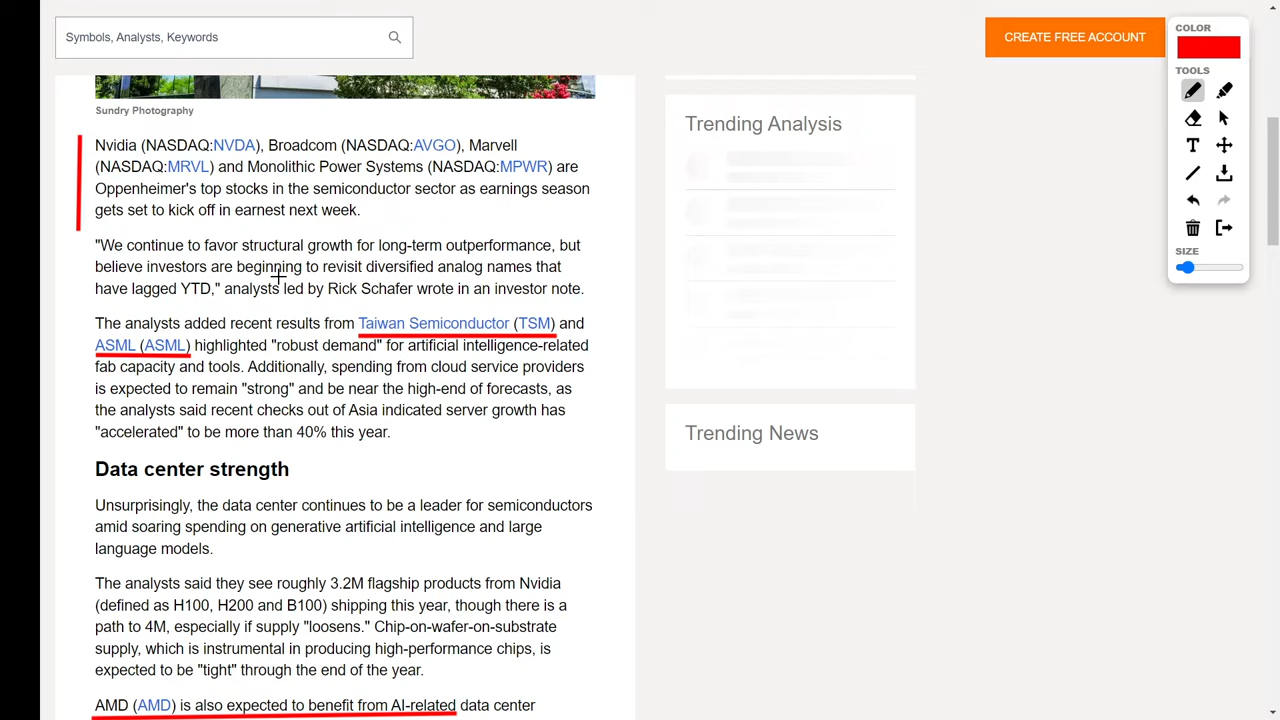 Symbols, Analysts, Keywords
CREATE FREE ACCOUNT
COLOR
TOOLS
T
SIZE
Sundry Photography
Nvidia (NASDAQ:NVDA), Broadcom (NASDAQ:AVGO), Marvell
(NASDAQ:MRVL) and Monolithic Power Systems (NASDAQ:MPWR) are
Oppenheimer's top stocks in the semiconductor sector as earnings season
gets set to kick off in earnest next week.
"We continue to favor structural growth for long-term outperformance, but
believe investors are beginning to revisit diversified analog names that
have lagged YTD," analysts led by Rick Schafer wrote in an investor note.
The analysts added recent results from Taiwan Semiconductor (TSM) and
ASML (ASML) highlighted "robust demand" for artificial intelligence-related
fab capacity and tools. Additionally, spending from cloud service providers
is expected to remain "strong" and be near the high-end of forecasts, as
the analysts said recent checks out of Asia indicated server growth has
"accelerated" to be more than 40% this year.
Data center strength
Unsurprisingly, the data center continues to be a leader for semiconductors
amid soaring spending on generative artificial intelligence and large
language models.
The analysts said they see roughly 3.2M flagship products from Nvidia
(defined as H100, H200 and B100) shipping this year, though there is a
path to 4M, especially if supply "loosens." Chip-on-wafer-on-substrate
supply, which is instrumental in producing high-performance chips, is
expected to be "tight" through the end of the year.
AMD (AMD) is also expected to benefit from AI-related data center
Trending Analysis
Trending News